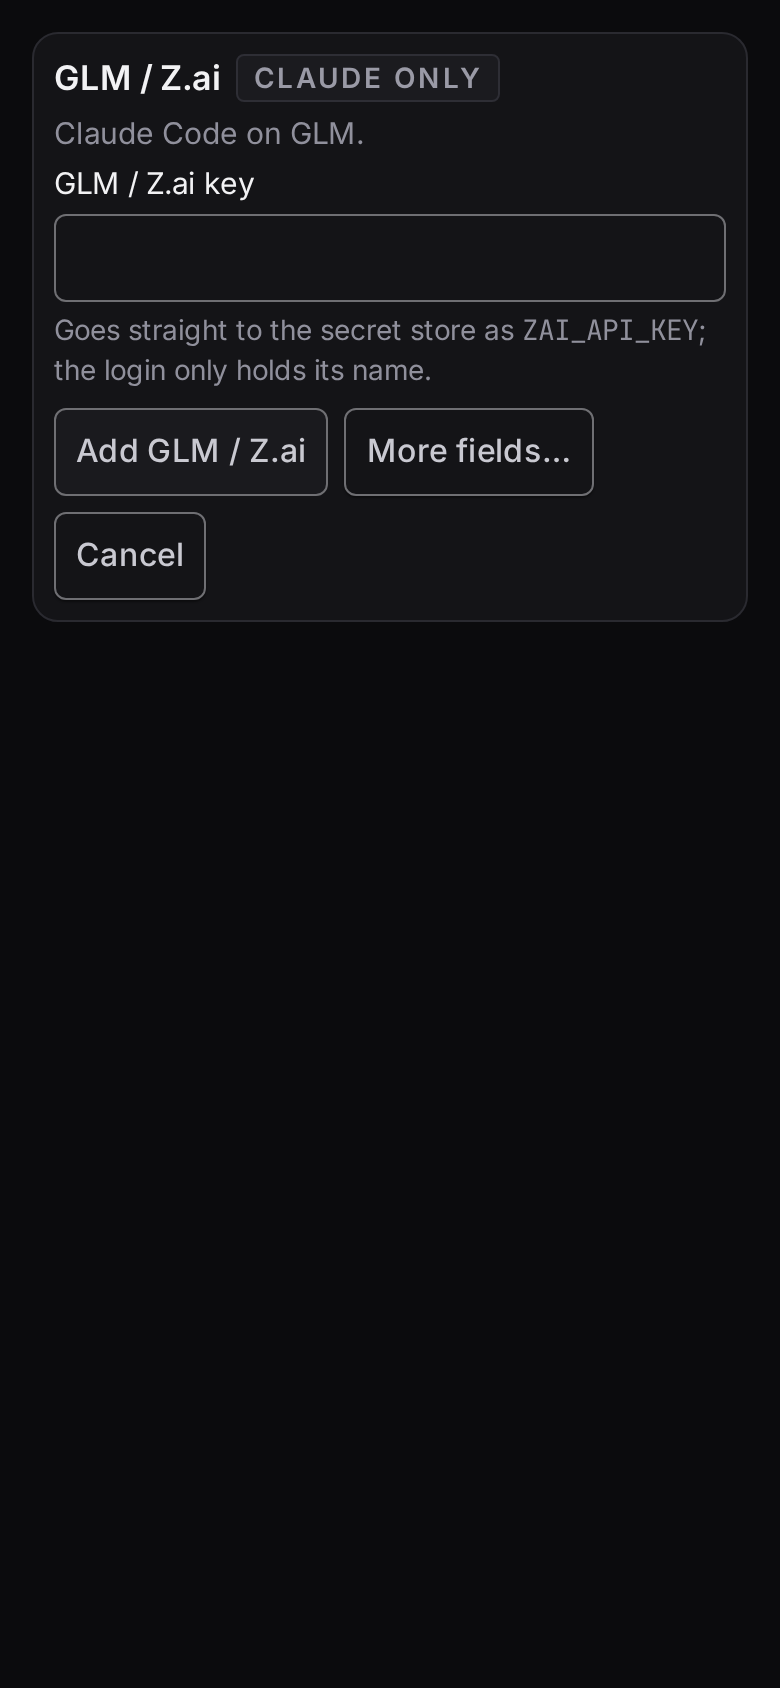 GLM / Z.ai CLAUDE ONLY
Claude Code on GLM.
GLM / Z.ai key
Goes straight to the secret store as ZAI_API_KEY;
the login only holds its name.
Add GLM / Z.ai More fields...
Cancel